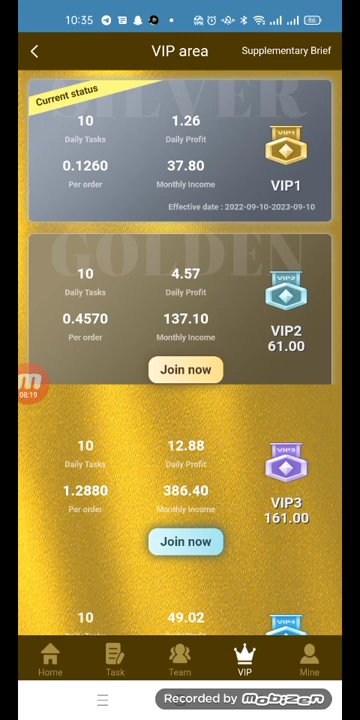 10:35
86
VIP area
Supplementary Brief
SILVER
Current status
10
1.26
Daily Tasks
Daily Profit
0.1260
37.80
Per order
Monthly Income
VIP1
VIP1
Effective date : 2022-09-10-2023-09-10
GOLDEN
10
4.57
Daily Tasks
Daily Profit
0.4570
137.10
Per order
Monthly Income
VIP2
VIP2
61.00
Join now
08:19
10
12.88
Daily Tasks
Daily Profit
1.2880
386.40
Per order
Monthly Income
VIP3
VIP3
161.00
Join now
10
49.02
VIP4
Home
Task
Team
VIP
Mine
Recorded by mobizen